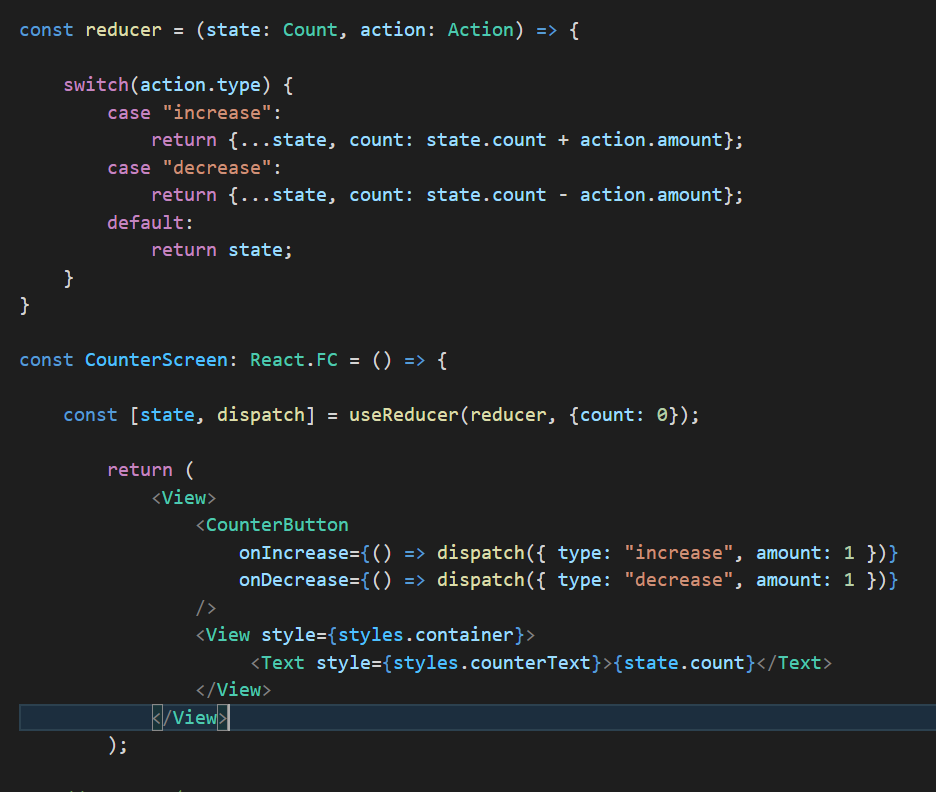 const reducer = (state: Count, action: Action) => {
switch(action.type) {
case "increase":
return {...state, count: state.count + action.amount};
case "decrease":
return {...state, count: state.count - action.amount};
default:
return state;
}
}
const CounterScreen: React.FC = () => {
const [state, dispatch] = useReducer(reducer, {count: 0});
return (
<View>
<CounterButton
onIncrease={() => dispatch({ type: "increase", amount: 1 })}
onDecrease={() => dispatch({ type: "decrease", amount: 1 })}
/>
<View style={styles.container}>
<Text style={styles.counterText}>{state.count}</Text>
</View>
</View>
);